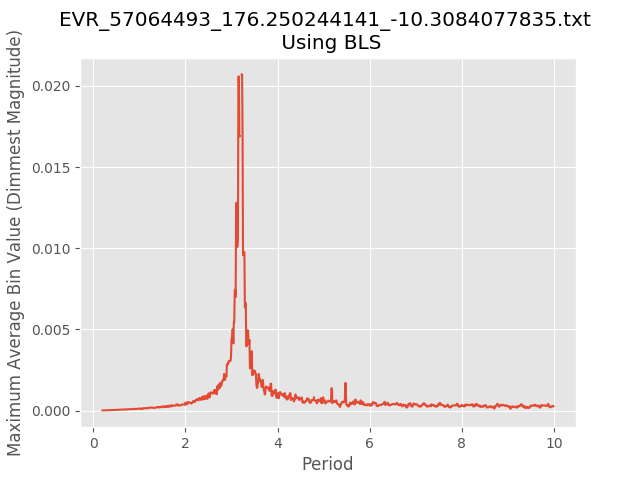 EVR_57064493_176.250244141_-10.3084077835.txt
Using BLS
Maximum Average Bin Value (Dimmest Magnitude)
0.020
0.015
0.010
0.005
0.000
0 2 4 6 8 10
Period